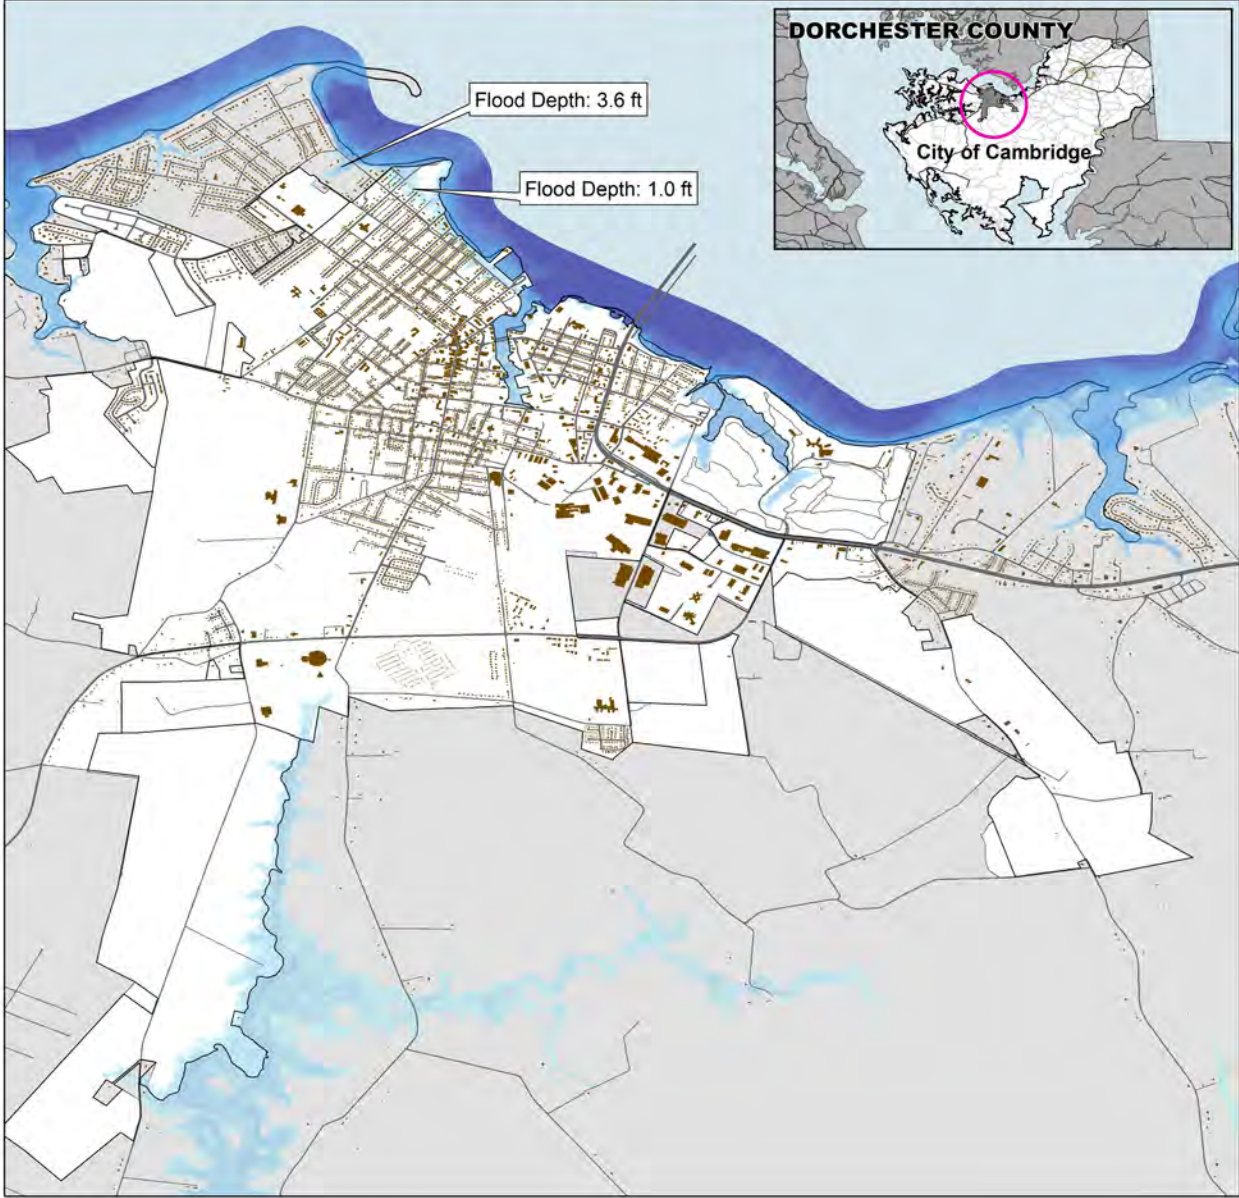 DORCHESTER COUNTY
City of Cambridge
Flood Depth: 3.6 ft
Flood Depth: 1.0 ft